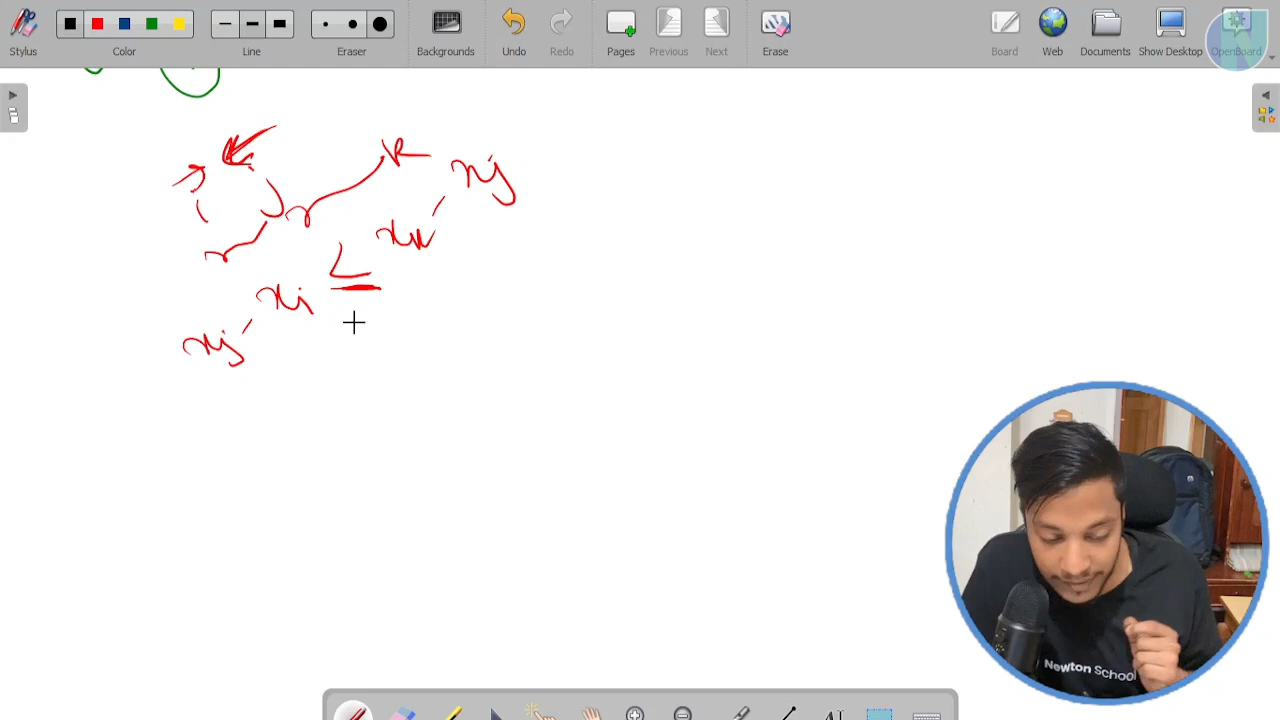 Stylus
Color
Line
Eraser
Backgrounds
Undo
Redo
Pages
Previous
Next
Erase
Board
Web
Documents
Show Desktop
OpenBoard
i j k
xj - xi ≤ xk - xj
Newton School